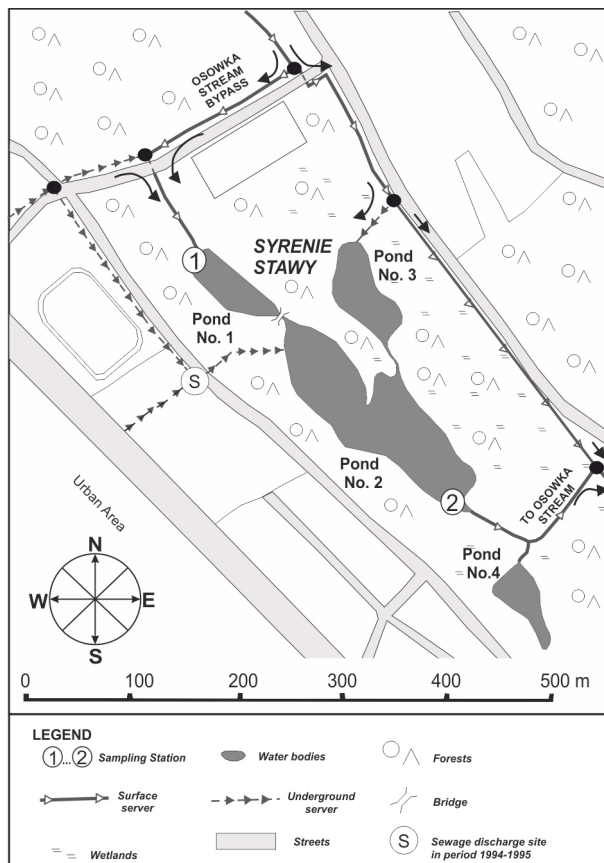 OSOWKA
STREAM
BYPASS
SYRENIE
STAWY
1
Pond
No. 1
Pond
No. 3
S
Pond
No. 2
2
TO OSOWKA
STREAM
Pond
No.4
Urban Area
N
W E
S
0 100 200 300 400 500 m
LEGEND
1...2 Sampling Station
Water bodies
Forests
Surface
server
Underground
server
Bridge
Wetlands
Streets
S
Sewage discharge site
in period 1994-1995